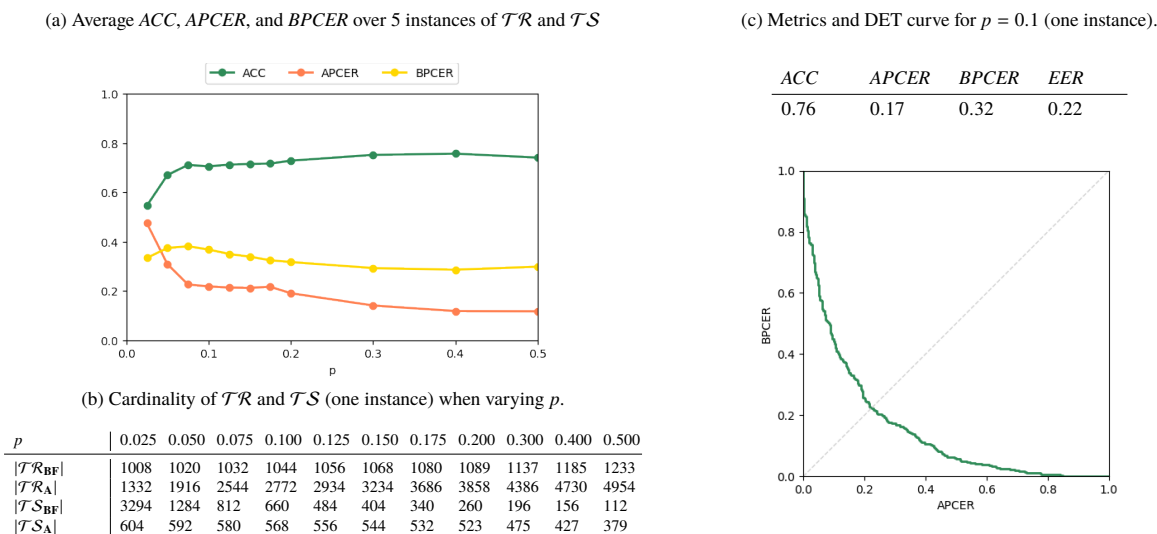 (a) Average ACC, APCER, and BPCER over 5 instances of 𝒯ℛ and 𝒯𝒮
ACC APCER BPCER
1.0
0.8
0.6
0.4
0.2
0.0
0.0 0.1 0.2 0.3 0.4 0.5
p
(b) Cardinality of 𝒯ℛ and 𝒯𝒮 (one instance) when varying p.
p 0.025 0.050 0.075 0.100 0.125 0.150 0.175 0.200 0.300 0.400 0.500
|𝒯ℛBF| 1008 1020 1032 1044 1056 1068 1080 1089 1137 1185 1233
|𝒯ℛA| 1332 1916 2544 2772 2934 3234 3686 3858 4386 4730 4954
|𝒯𝒮BF| 3294 1284 812 660 484 404 340 260 196 156 112
|𝒯𝒮A| 604 592 580 568 556 544 532 523 475 427 379
(c) Metrics and DET curve for p = 0.1 (one instance).
ACC APCER BPCER EER
0.76 0.17 0.32 0.22
1.0
0.8
0.6
0.4
0.2
0.0
BPCER
0.0 0.2 0.4 0.6 0.8 1.0
APCER